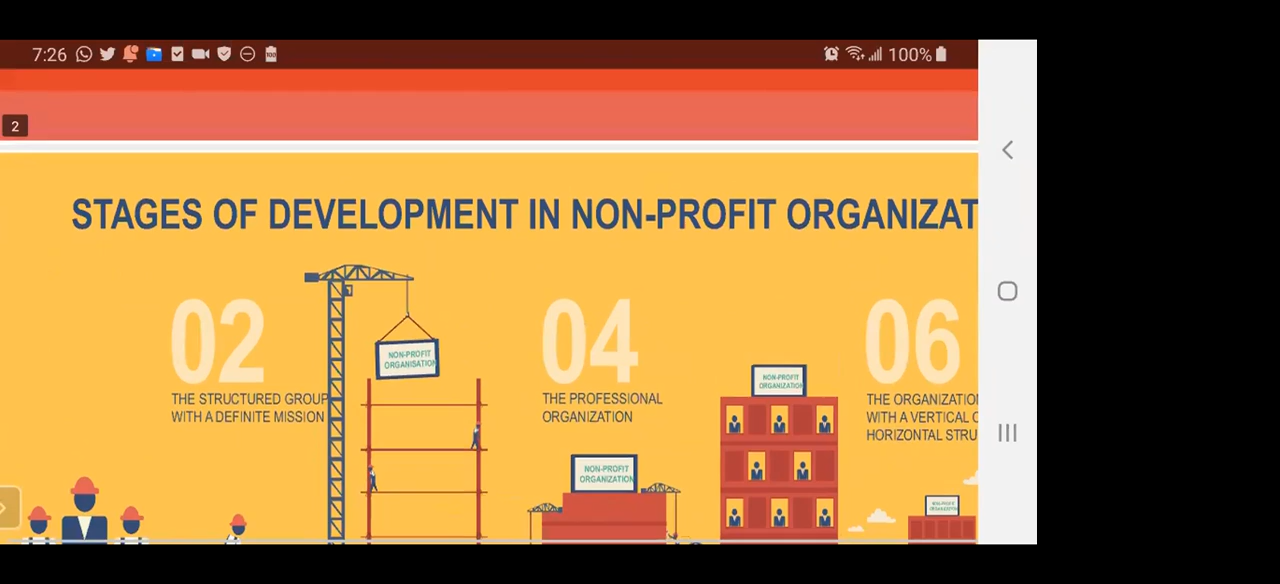 7:26
100%
2
STAGES OF DEVELOPMENT IN NON-PROFIT ORGANIZAT
02
THE STRUCTURED GROUP
WITH A DEFINITE MISSION
NON-PROFIT
ORGANISATION
04
THE PROFESSIONAL
ORGANIZATION
NON-PROFIT
ORGANIZATION
NON-PROFIT
ORGANIZATION
06
THE ORGANIZATION
WITH A VERTICAL O
HORIZONTAL STRU